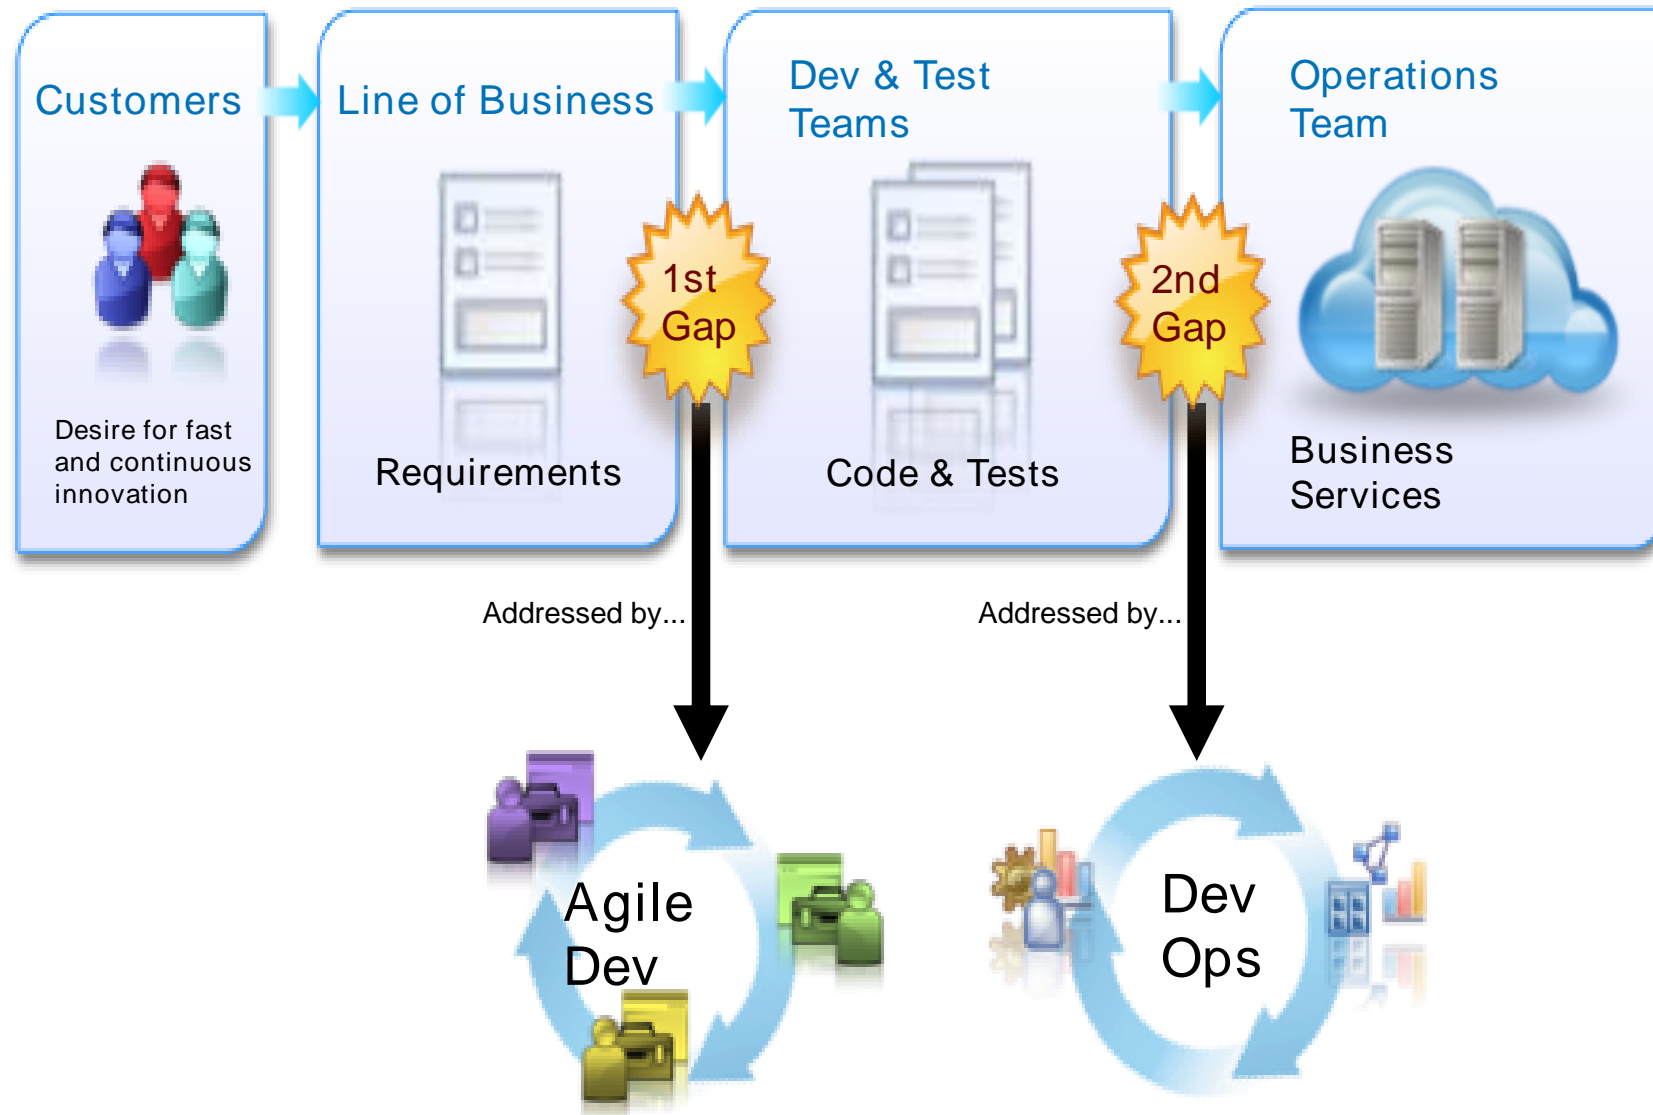 Customers
Line of Business
Dev & Test
Teams
Operations
Team
1st
Gap
2nd
Gap
Desire for fast
and continuous
innovation
Requirements
Code & Tests
Business
Services
Addressed by...
Addressed by...
Agile
Dev
Dev
Ops